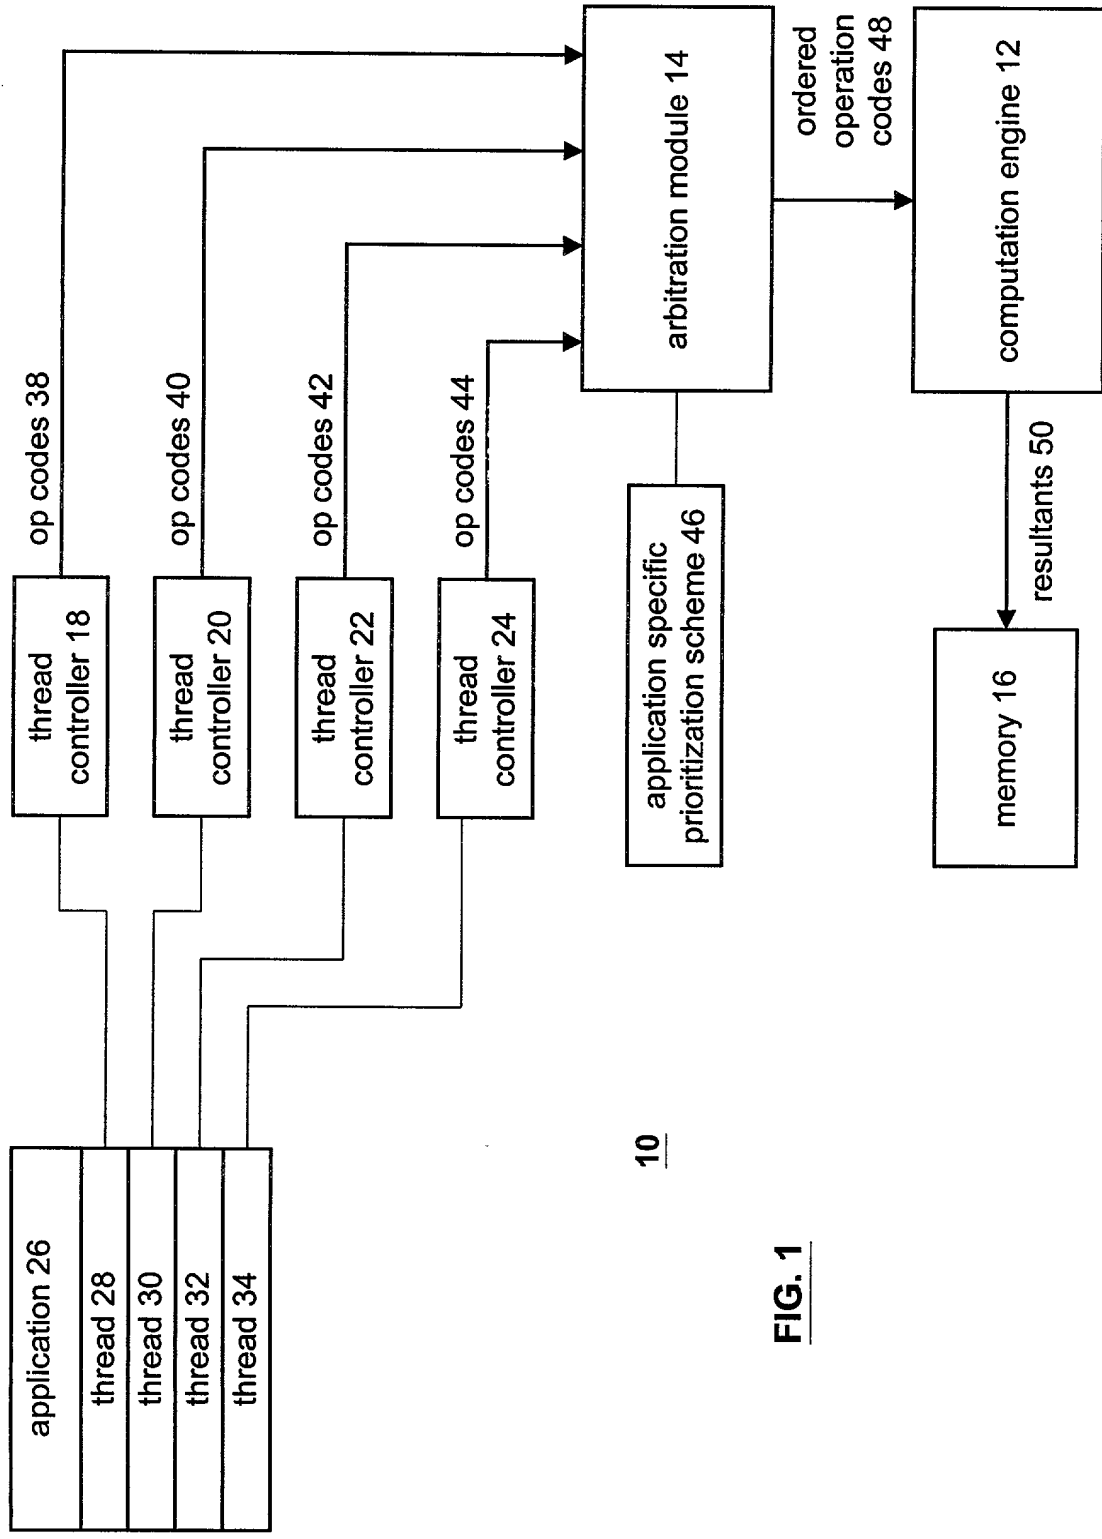 application 26
thread 28
thread 30
thread 32
thread 34
thread
controller 18
thread
controller 20
thread
controller 22
thread
controller 24
op codes 38
op codes 40
op codes 42
op codes 44
application specific
prioritization scheme 46
arbitration module 14
ordered
operation
codes 48
computation engine 12
resultants 50
memory 16
10
FIG. 1